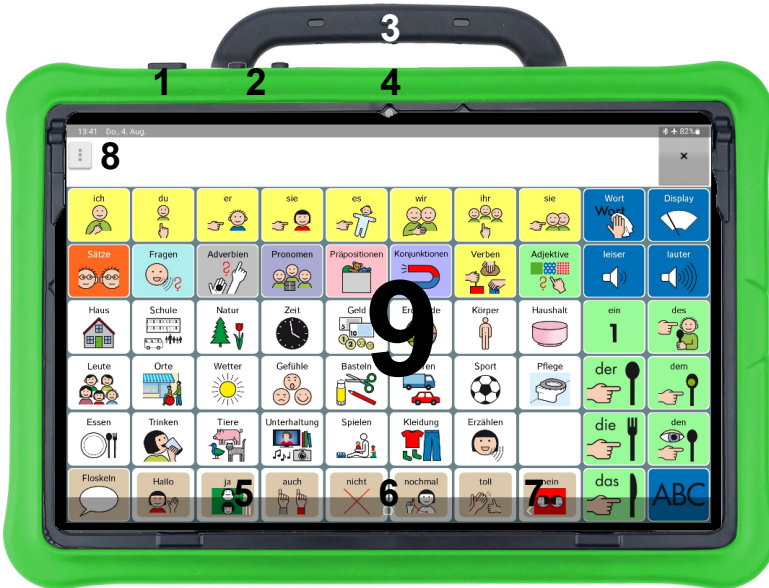 3
1 2 4
13:41 Do., 4. Aug. 82%
8 ×
ich du er sie es wir ihr sie Wort Display
Wort
Sätze Fragen Adverbien Pronomen Präpositionen Konjunktionen Verben Adjektive leiser lauter
Haus Schule Natur Zeit Geld Körper Haushalt ein des
1
9
Leute Orte Wetter Gefühle Basteln Sport Pflege der dem
Essen Trinken Tiere Unterhaltung Spielen Kleidung Erzählen die den
Floskeln Hallo ja auch nicht nochmal toll nein das ABC
5 6 7